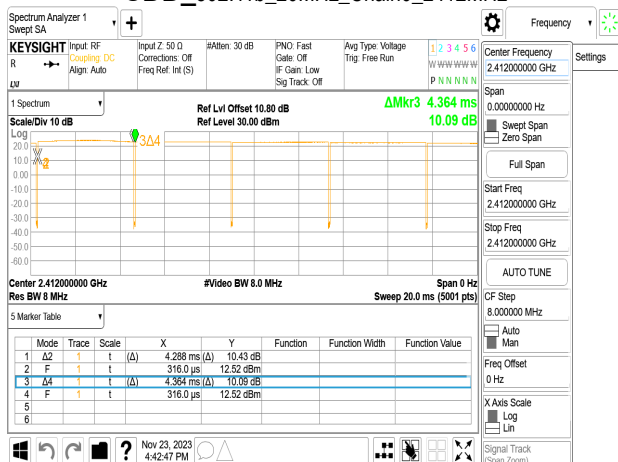 Spectrum Analyzer 1
Swept SA
Frequency
Settings
KEYSIGHT
R
Input: RF
Coupling: DC
Align: Auto
Input Z: 50 Ω
Corrections: Off
Freq Ref: Int (S)
#Atten: 30 dB
PNO: Fast
Gate: Off
IF Gain: Low
Sig Track: Off
Avg Type: Voltage
Trig: Free Run
1 2 3 4 5 6
W W W W W W
P N N N N N
1 Spectrum
Scale/Div 10 dB
Ref Lvl Offset 10.80 dB
Ref Level 30.00 dBm
ΔMkr3 4.364 ms
10.09 dB
Log
20.0
10.0
0.00
-10.0
-20.0
-30.0
-40.0
-50.0
-60.0
3Δ4
Center 2.412000000 GHz
Res BW 8 MHz
#Video BW 8.0 MHz
Span 0 Hz
Sweep 20.0 ms (5001 pts)
5 Marker Table
Mode Trace Scale X Y Function Function Width Function Value
1 Δ2 1 t (Δ) 4.288 ms (Δ) 10.43 dB
2 F 1 t 316.0 µs 12.52 dBm
3 Δ4 1 t (Δ) 4.364 ms (Δ) 10.09 dB
4 F 1 t 316.0 µs 12.52 dBm
5
6
Center Frequency
2.412000000 GHz
Span
0.00000000 Hz
Swept Span
Zero Span
Full Span
Start Freq
2.412000000 GHz
Stop Freq
2.412000000 GHz
AUTO TUNE
CF Step
8.000000 MHz
Auto
Man
Freq Offset
0 Hz
X Axis Scale
Log
Lin
Signal Track
(Span Zoom)
?
Nov 23, 2023
4:42:47 PM